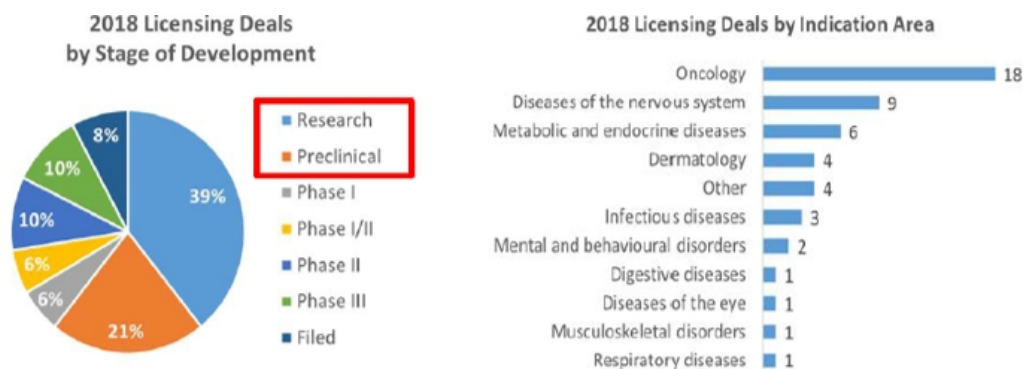 2018 Licensing Deals
by Stage of Development
8%
10%
10%
6%
6%
21%
39%
Research
Preclinical
Phase I
Phase I/II
Phase II
Phase III
Filed
2018 Licensing Deals by Indication Area
Oncology 18
Diseases of the nervous system 9
Metabolic and endocrine diseases 6
Dermatology 4
Other 4
Infectious diseases 3
Mental and behavioural disorders 2
Digestive diseases 1
Diseases of the eye 1
Musculoskeletal disorders 1
Respiratory diseases 1